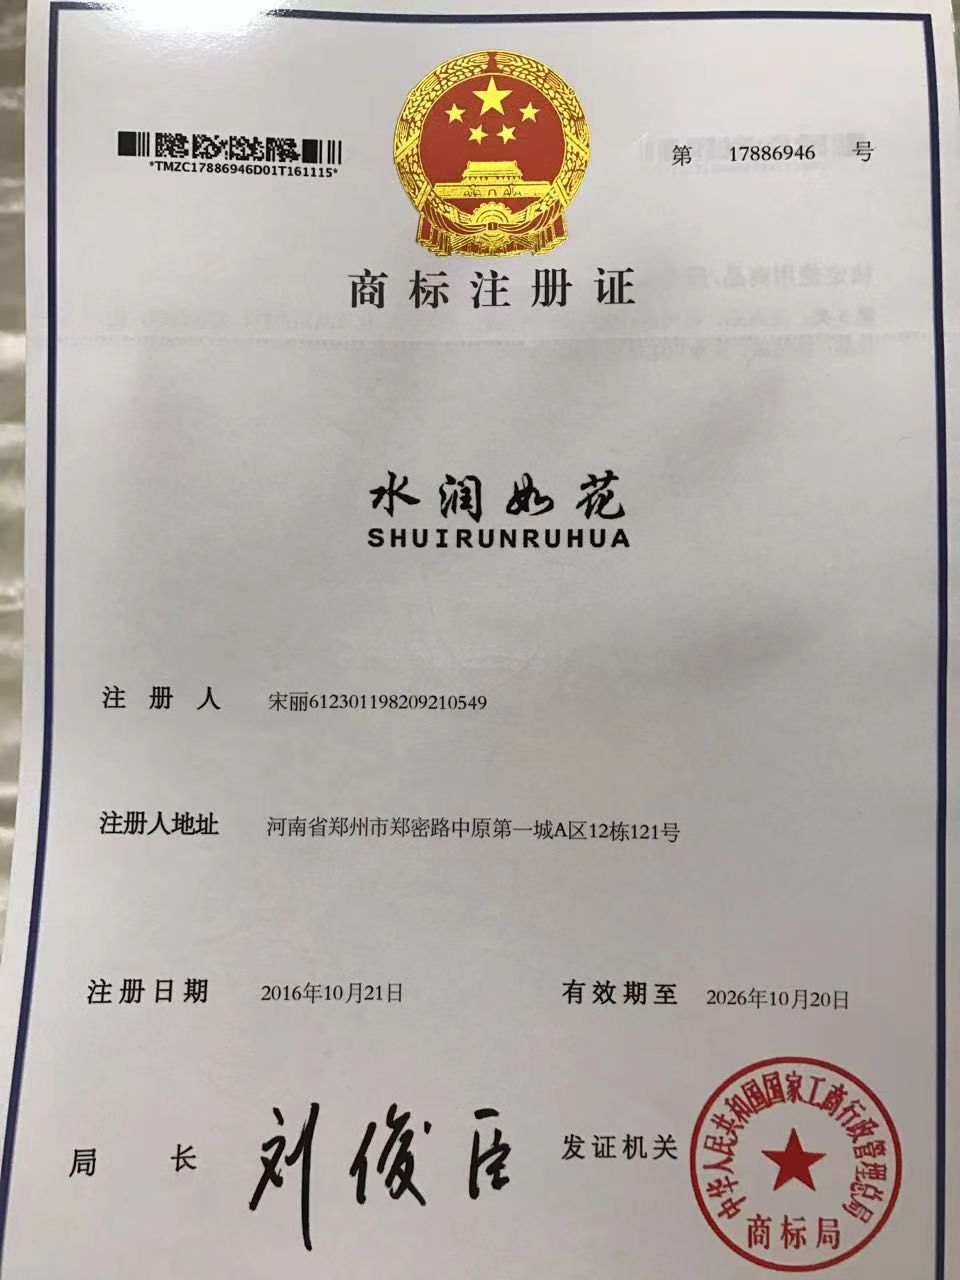 *TMZC17886946D01T161115*
第 17886946 号
商标注册证
水润如花
SHUIRUNRUHUA
注册人 宋丽612301198209210549
注册人地址 河南省郑州市郑密路中原第一城A区12栋121号
注册日期 2016年10月21日 有效期至 2026年10月20日
局长 刘俊臣 发证机关
中华人民共和国国家工商行政管理总局
商标局